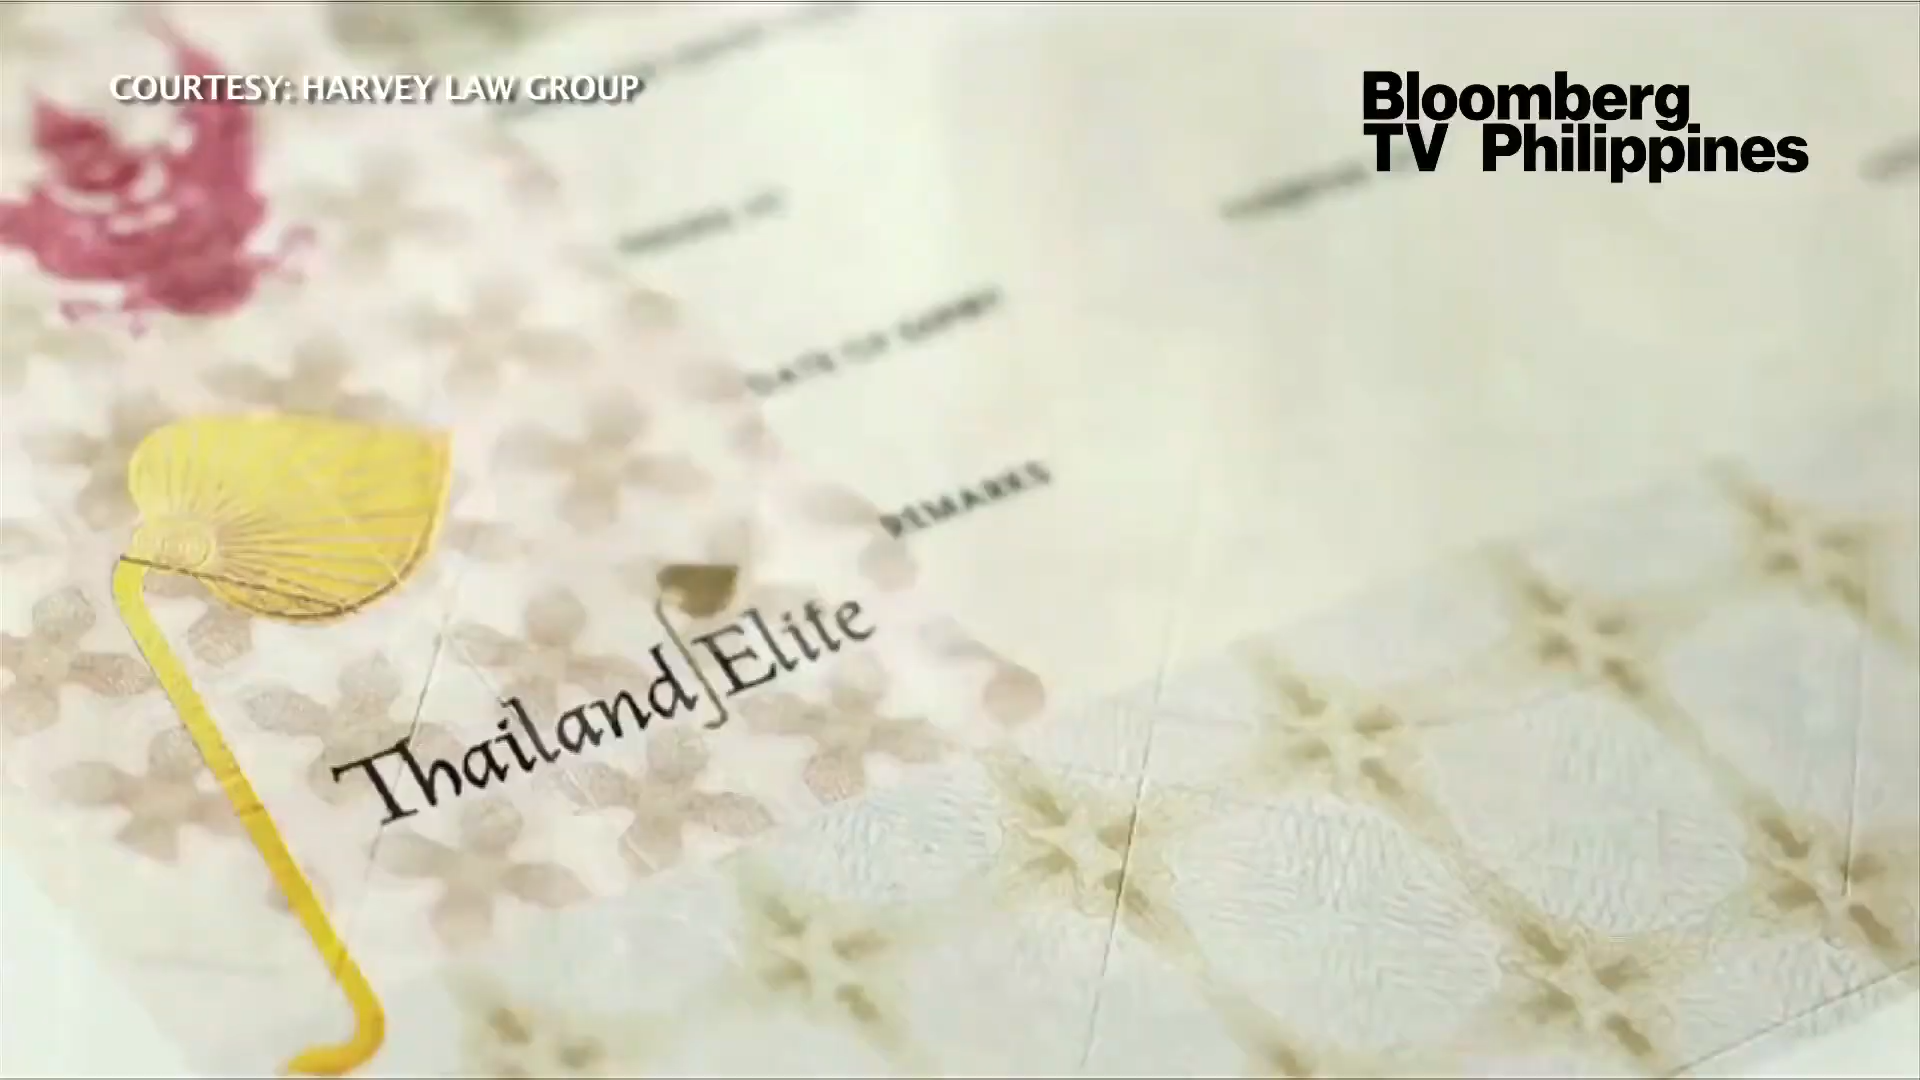 COURTESY: HARVEY LAW GROUP
Bloomberg
TV Philippines
DATE OF EXPIRY
REMARKS
Thailand Elite